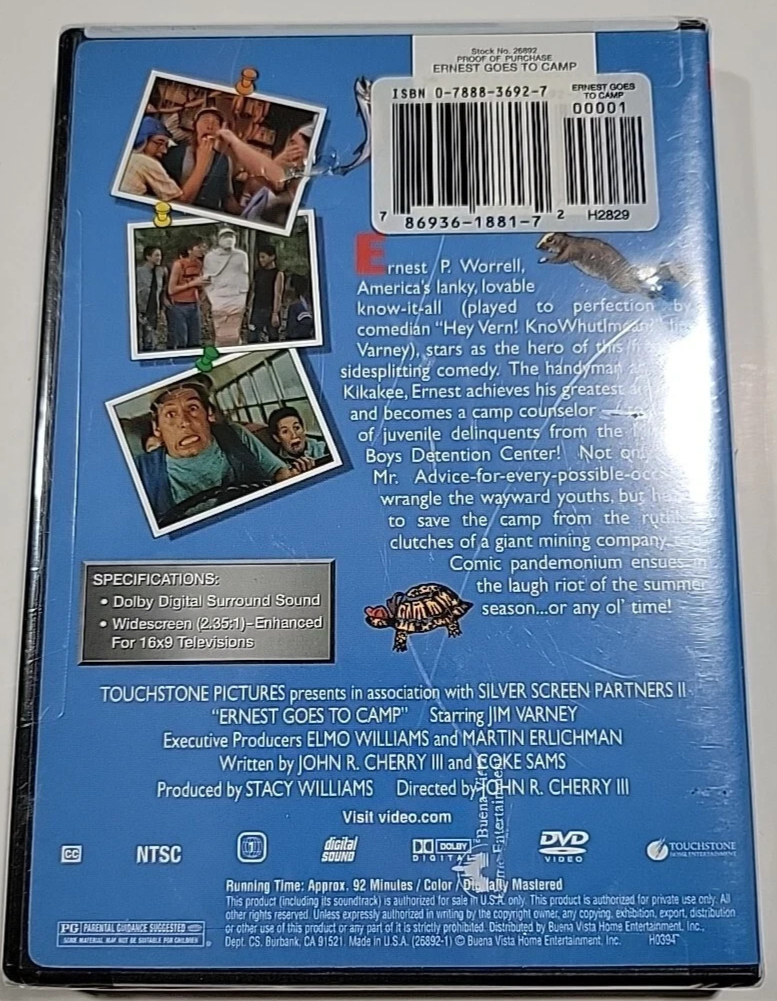 Stock No. 26892
PROOF OF PURCHASE
ERNEST GOES TO CAMP
ISBN 0-7888-3692-7
ERNEST GOES
TO CAMP
00001
7 86936-1881-7 2 H2829
Ernest P. Worrell,
America's lanky, lovable
know-it-all (played to perfection by
comedian "Hey Vern! KnoWhutImean?" Jim
Varney), stars as the hero of this
sidesplitting comedy. The handyman
Kikakee, Ernest achieves his greatest
and becomes a camp counselor
of juvenile delinquents from the
Boys Detention Center! Not
Mr. Advice-for-every-possible-
wrangle the wayward youths, but
to save the camp from the
clutches of a giant mining company
Comic pandemonium ensues
the laugh riot of the summer
season...or any ol' time!
SPECIFICATIONS:
• Dolby Digital Surround Sound
• Widescreen (2.35:1)-Enhanced
For 16x9 Televisions
TOUCHSTONE PICTURES presents in association with SILVER SCREEN PARTNERS II
"ERNEST GOES TO CAMP" Starring JIM VARNEY
Executive Producers ELMO WILLIAMS and MARTIN ERLICHMAN
Written by JOHN R. CHERRY III and COKE SAMS
Produced by STACY WILLIAMS Directed by JOHN R. CHERRY III
Visit video.com
Buena Vista
Home Entertainment
CC NTSC 1 digital SOUND DOLBY DIGITAL DVD VIDEO TOUCHSTONE HOME ENTERTAINMENT
Running Time: Approx. 92 Minutes / Color / Digitally Mastered
This product (including its soundtrack) is authorized for sale in U.S.A. only. This product is authorized for private use only. All
other rights reserved. Unless expressly authorized in writing by the copyright owner, any copying, exhibition, export, distribution
or other use of this product or any part of it is strictly prohibited. Distributed by Buena Vista Home Entertainment, Inc.,
Dept. CS, Burbank, CA 91521. Made in U.S.A. (26892-1) © Buena Vista Home Entertainment, Inc. H0394
PG PARENTAL GUIDANCE SUGGESTED
SOME MATERIAL MAY NOT BE SUITABLE FOR CHILDREN